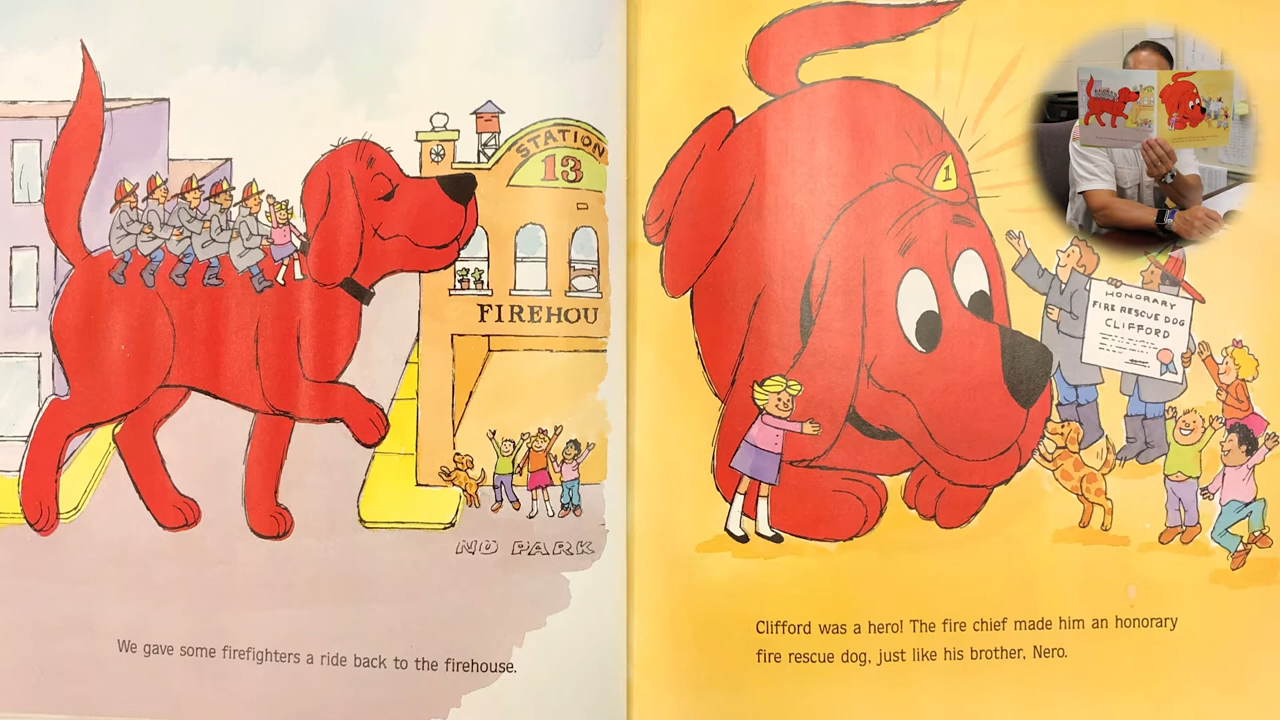 STATION
13
FIREHOU
NO PARK
We gave some firefighters a ride back to the firehouse.
1
HONORARY
FIRE RESCUE DOG
CLIFFORD
Clifford was a hero! The fire chief made him an honorary
fire rescue dog, just like his brother, Nero.